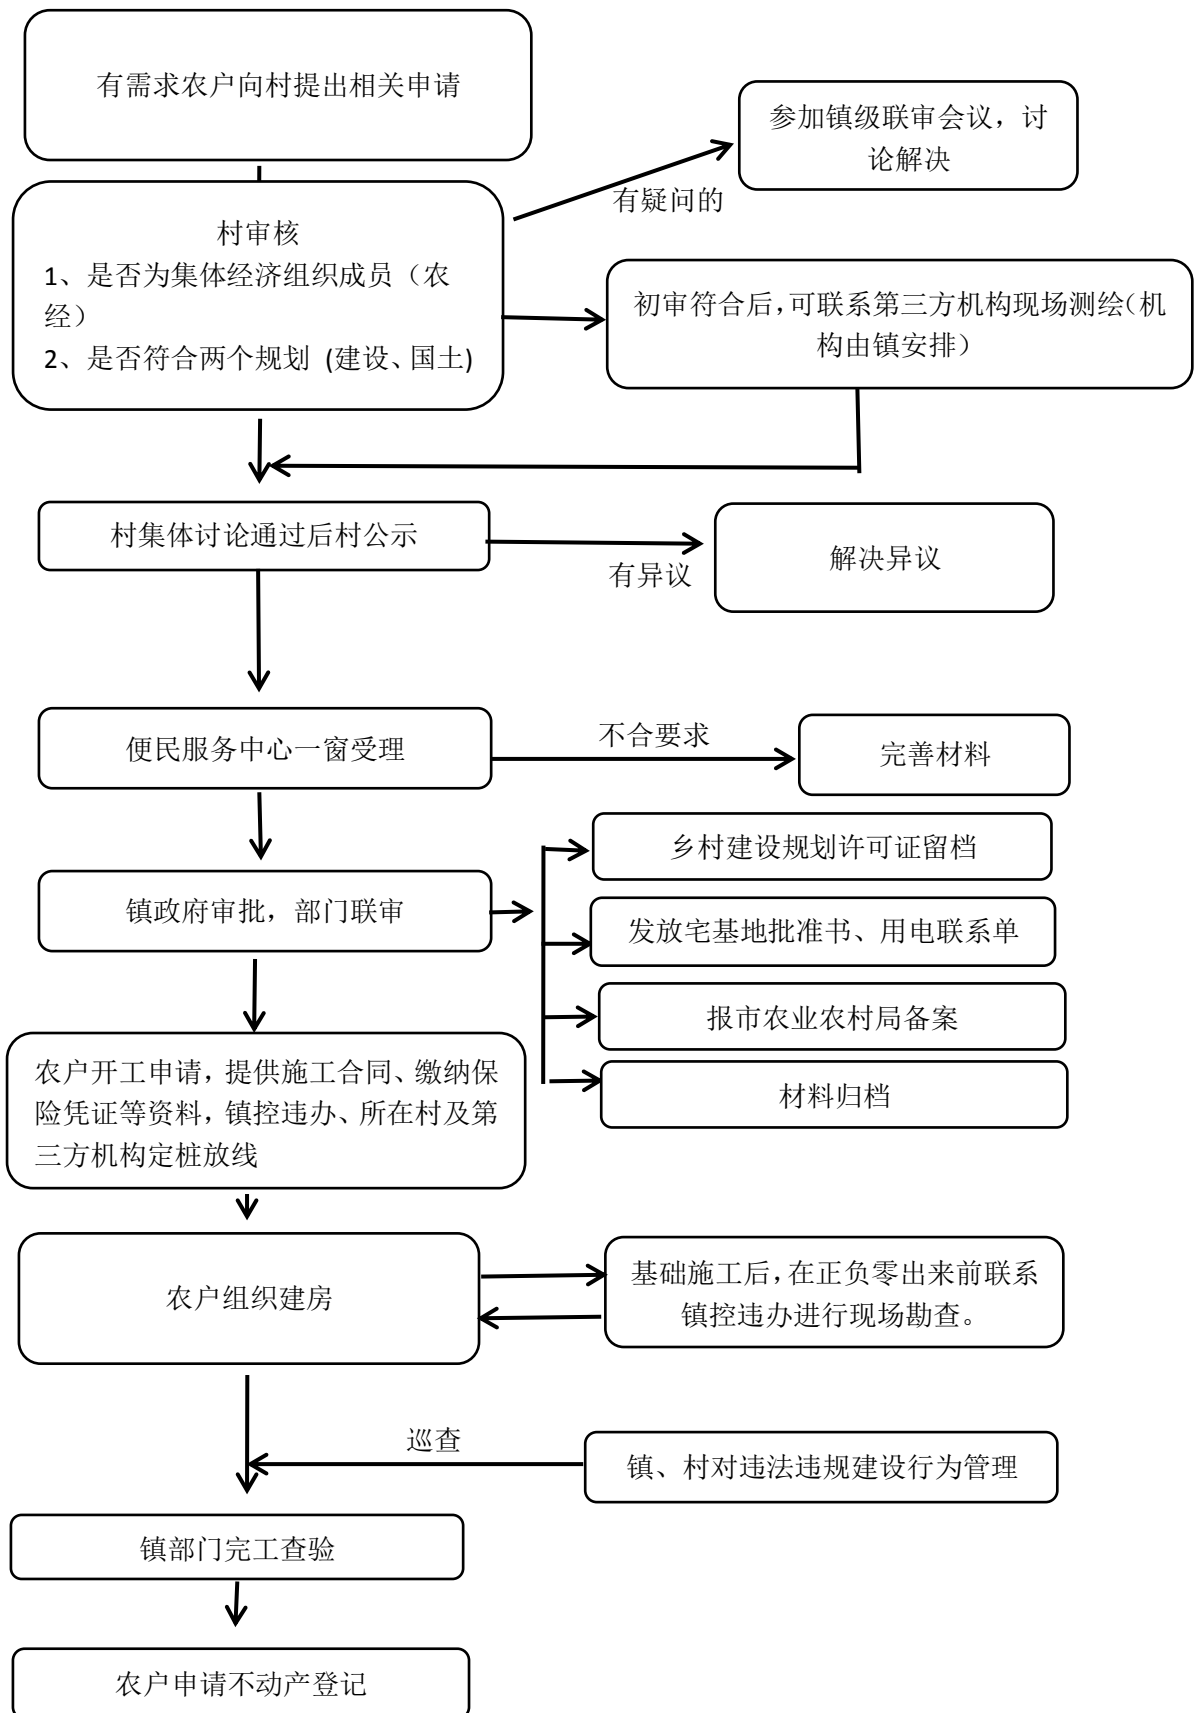 有需求农户向村提出相关申请
参加镇级联审会议，讨
论解决
有疑问的
村审核
1、是否为集体经济组织成员（农
经）
2、是否符合两个规划 (建设、国土)
初审符合后，可联系第三方机构现场测绘（机
构由镇安排）
村集体讨论通过后村公示
有异议
解决异议
便民服务中心一窗受理
不合要求
完善材料
乡村建设规划许可证留档
镇政府审批，部门联审
发放宅基地批准书、用电联系单
报市农业农村局备案
材料归档
农户开工申请，提供施工合同、缴纳保
险凭证等资料，镇控违办、所在村及第
三方机构定桩放线
农户组织建房
基础施工后，在正负零出来前联系
镇控违办进行现场勘查。
巡查
镇、村对违法违规建设行为管理
镇部门完工查验
农户申请不动产登记